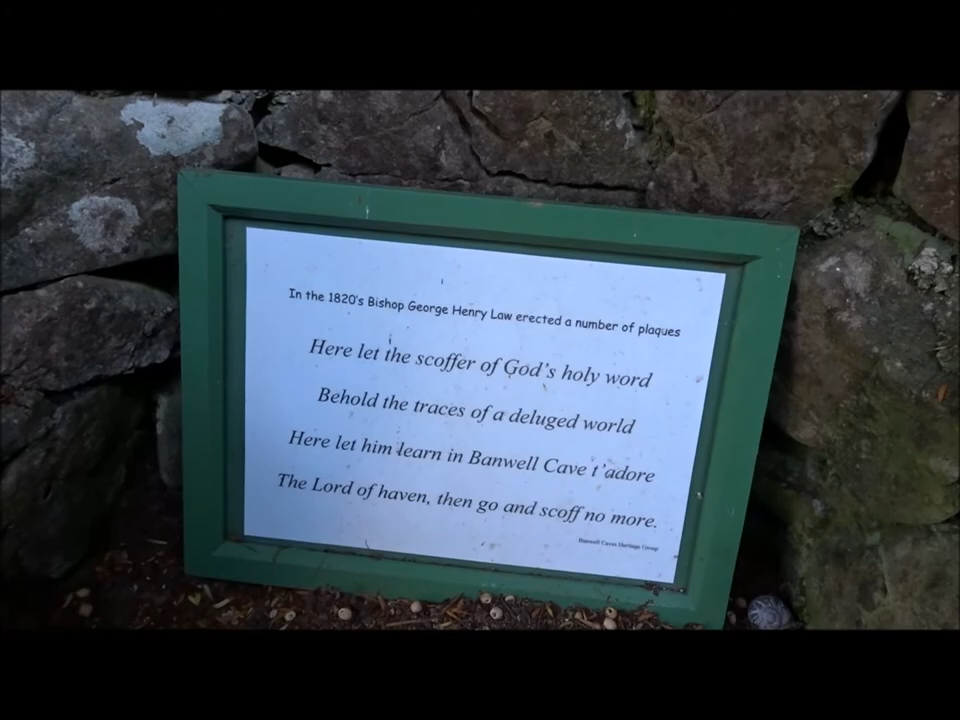 In the 1820's Bishop George Henry Law erected a number of plaques
Here let the scoffer of God's holy word
Behold the traces of a deluged world
Here let him learn in Banwell Cave t'adore
The Lord of haven, then go and scoff no more.
Banwell Caves Heritage Group